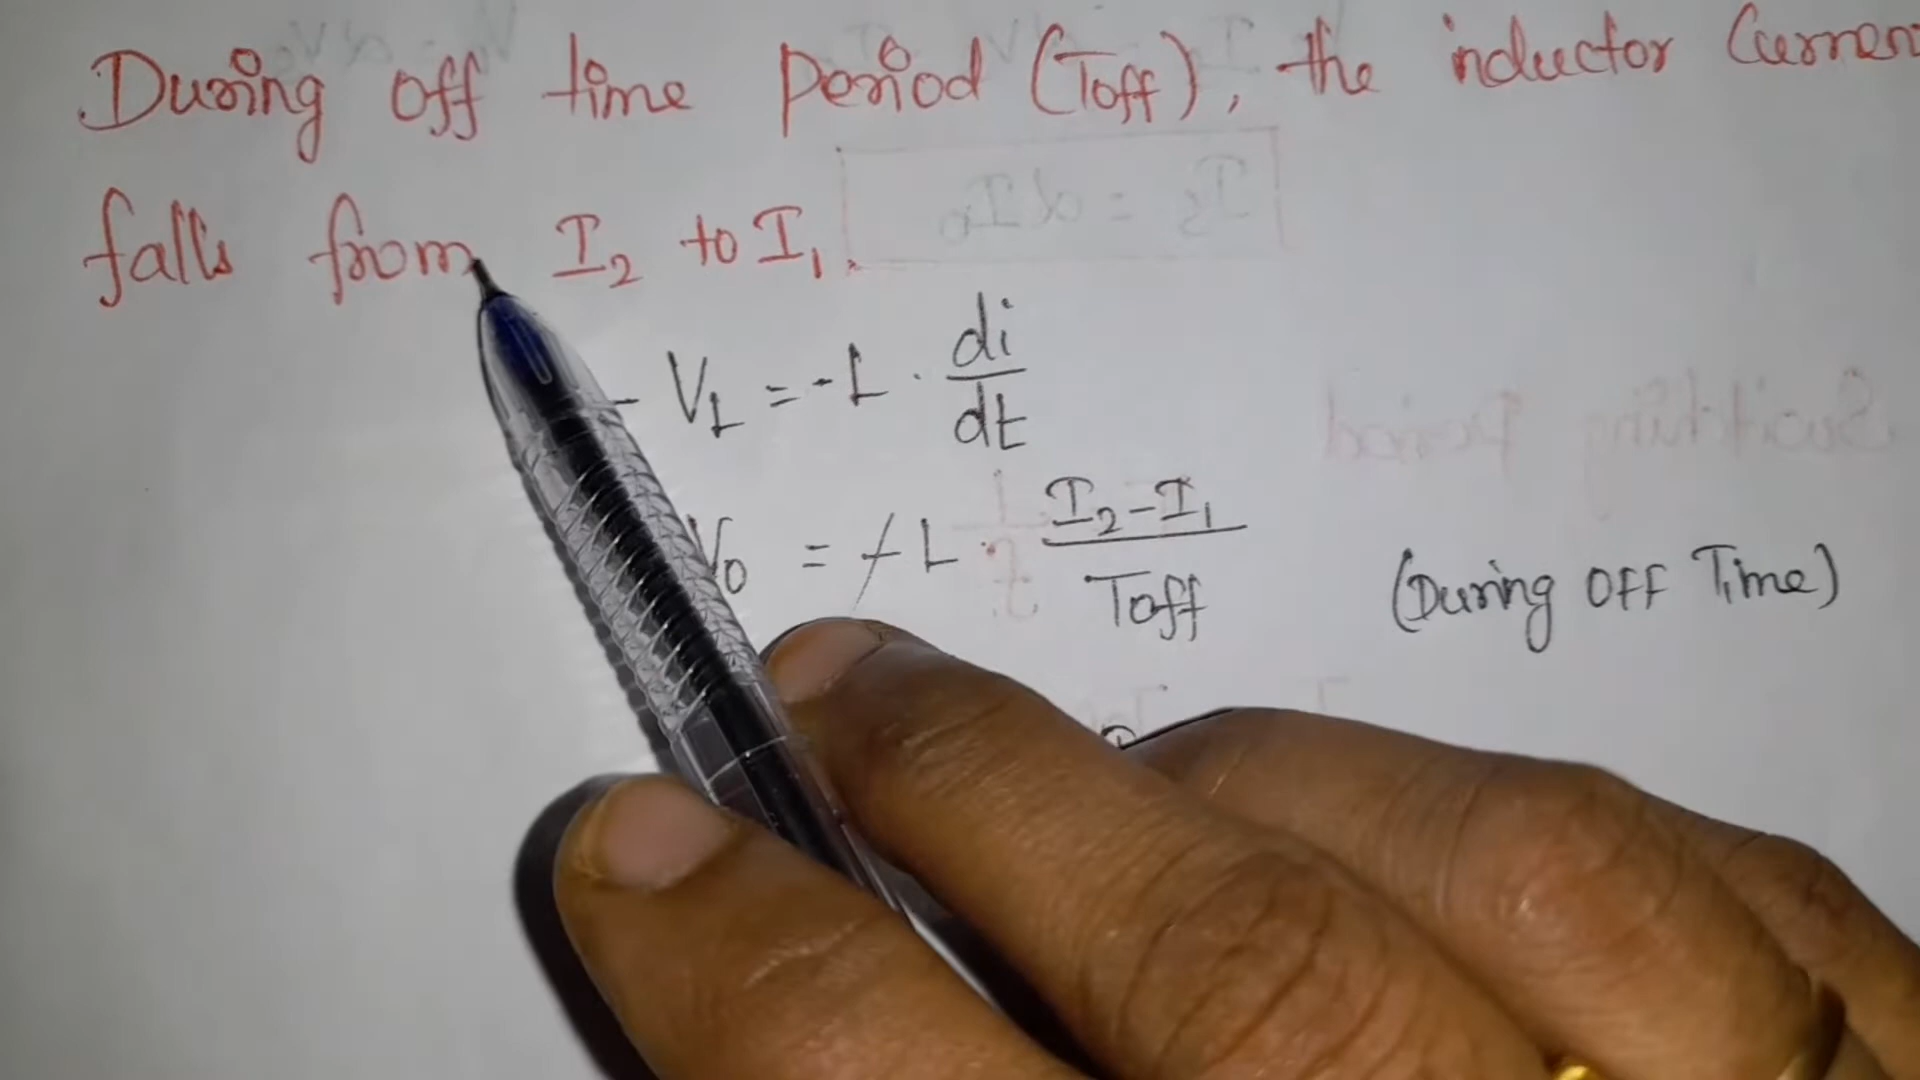 During off time period (Toff), the inductor Curren
falls from I₂ to I₁.
- V_L = -L · di/dt
V₀ = -L · I₂-I₁/Toff (During OFF Time)